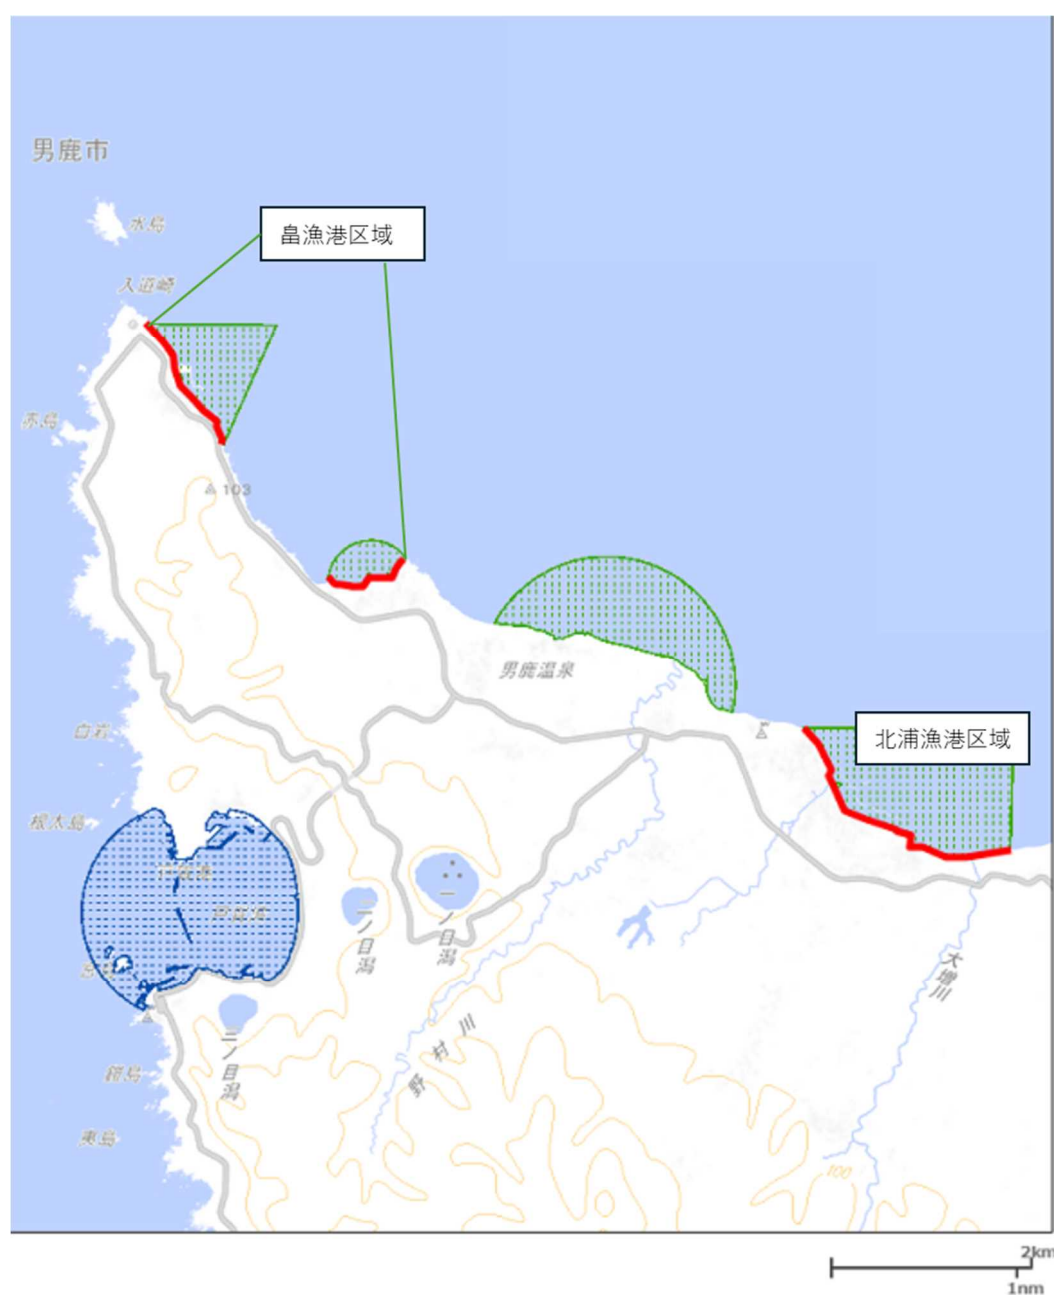 男鹿市
水島
畠漁港区域
入道崎
赤島
103
男鹿温泉
白岩
北浦漁港区域
根太島
一ノ目潟
二ノ目潟
三ノ目潟
大増川
野村川
100
2km
1nm